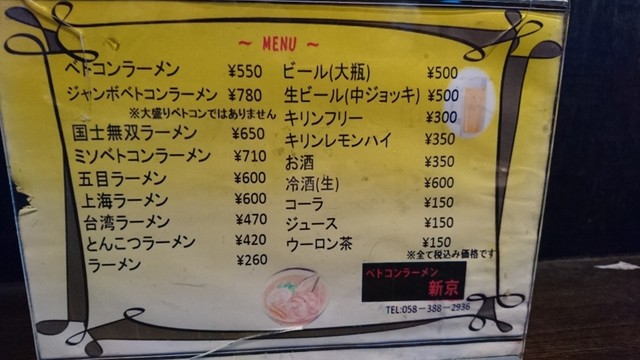 ～ MENU ～
ベトコンラーメン ¥550
ジャンボベトコンラーメン ¥780
※大盛りベトコンではありません
国士無双ラーメン ¥650
ミソベトコンラーメン ¥710
五目ラーメン ¥600
上海ラーメン ¥600
台湾ラーメン ¥470
とんこつラーメン ¥420
ラーメン ¥260
ビール(大瓶) ¥500
生ビール(中ジョッキ) ¥500
キリンフリー ¥300
キリンレモンハイ ¥350
お酒 ¥350
冷酒(生) ¥600
コーラ ¥150
ジュース ¥150
ウーロン茶 ¥150
※全て税込み価格です
ベトコンラーメン
新京
TEL:058-388-2936